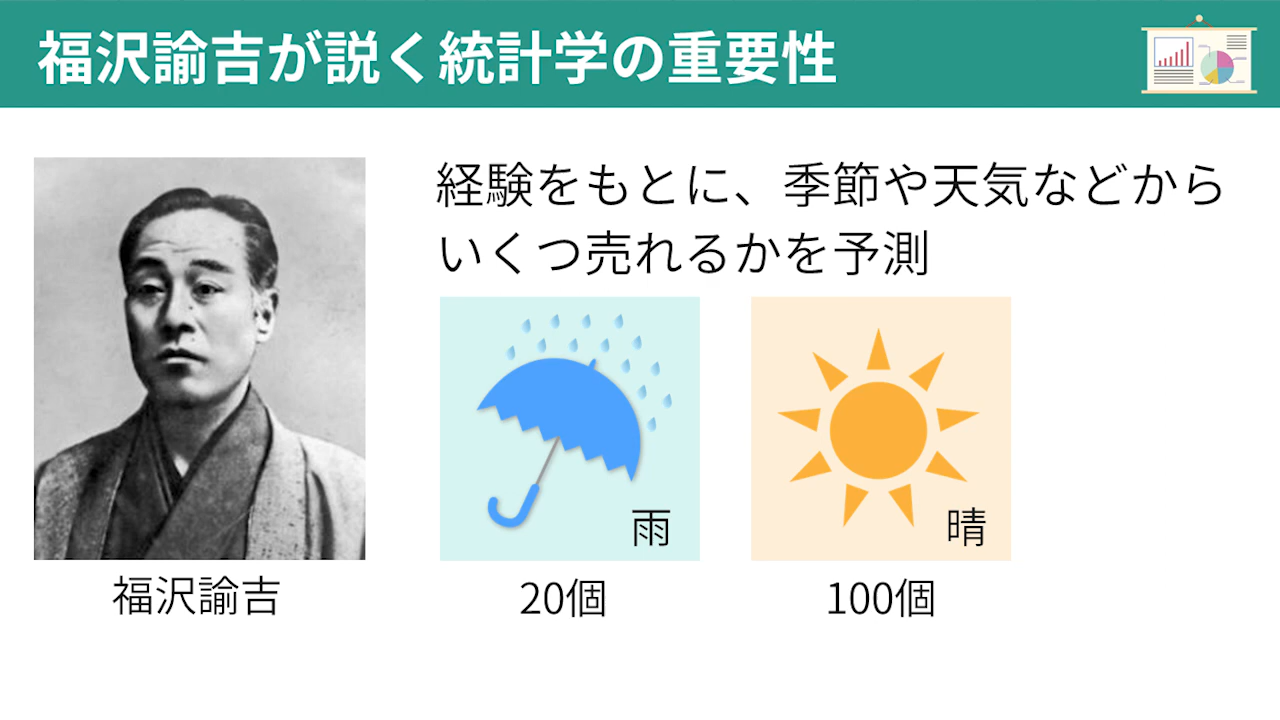 福沢諭吉が説く統計学の重要性
経験をもとに、季節や天気などから
いくつ売れるかを予測
雨
晴
福沢諭吉
20個
100個